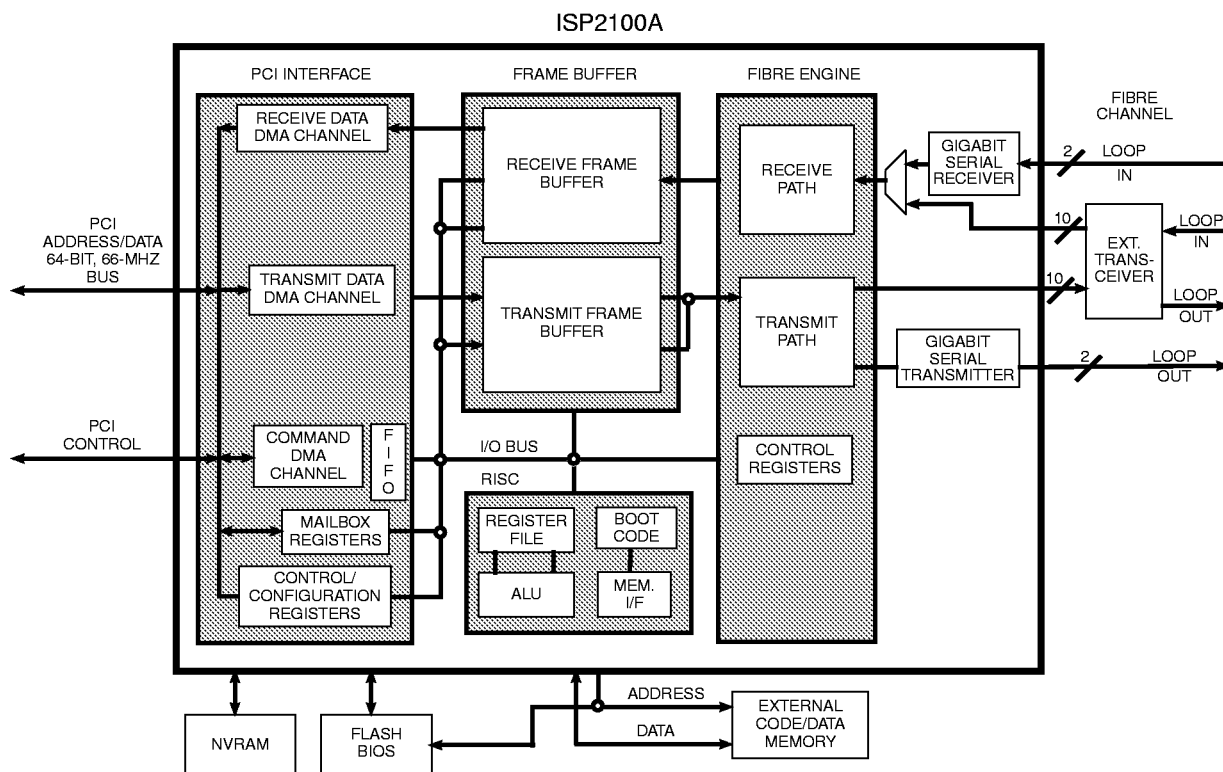 ISP2100A
PCI INTERFACE
FRAME BUFFER
FIBRE ENGINE
FIBRE
CHANNEL
RECEIVE DATA
DMA CHANNEL
RECEIVE FRAME
BUFFER
RECEIVE
PATH
GIGABIT
SERIAL
RECEIVER
2
LOOP
IN
PCI
ADDRESS/DATA
64-BIT, 66-MHZ
BUS
10
EXT.
TRANS-
CEIVER
LOOP
IN
TRANSMIT DATA
DMA CHANNEL
TRANSMIT FRAME
BUFFER
TRANSMIT
PATH
10
LOOP
OUT
GIGABIT
SERIAL
TRANSMITTER
2
LOOP
OUT
PCI
CONTROL
COMMAND
DMA
CHANNEL
F
I
F
O
I/O BUS
CONTROL
REGISTERS
RISC
MAILBOX
REGISTERS
REGISTER
FILE
BOOT
CODE
CONTROL/
CONFIGURATION
REGISTERS
ALU
MEM.
I/F
NVRAM
FLASH
BIOS
ADDRESS
DATA
EXTERNAL
CODE/DATA
MEMORY